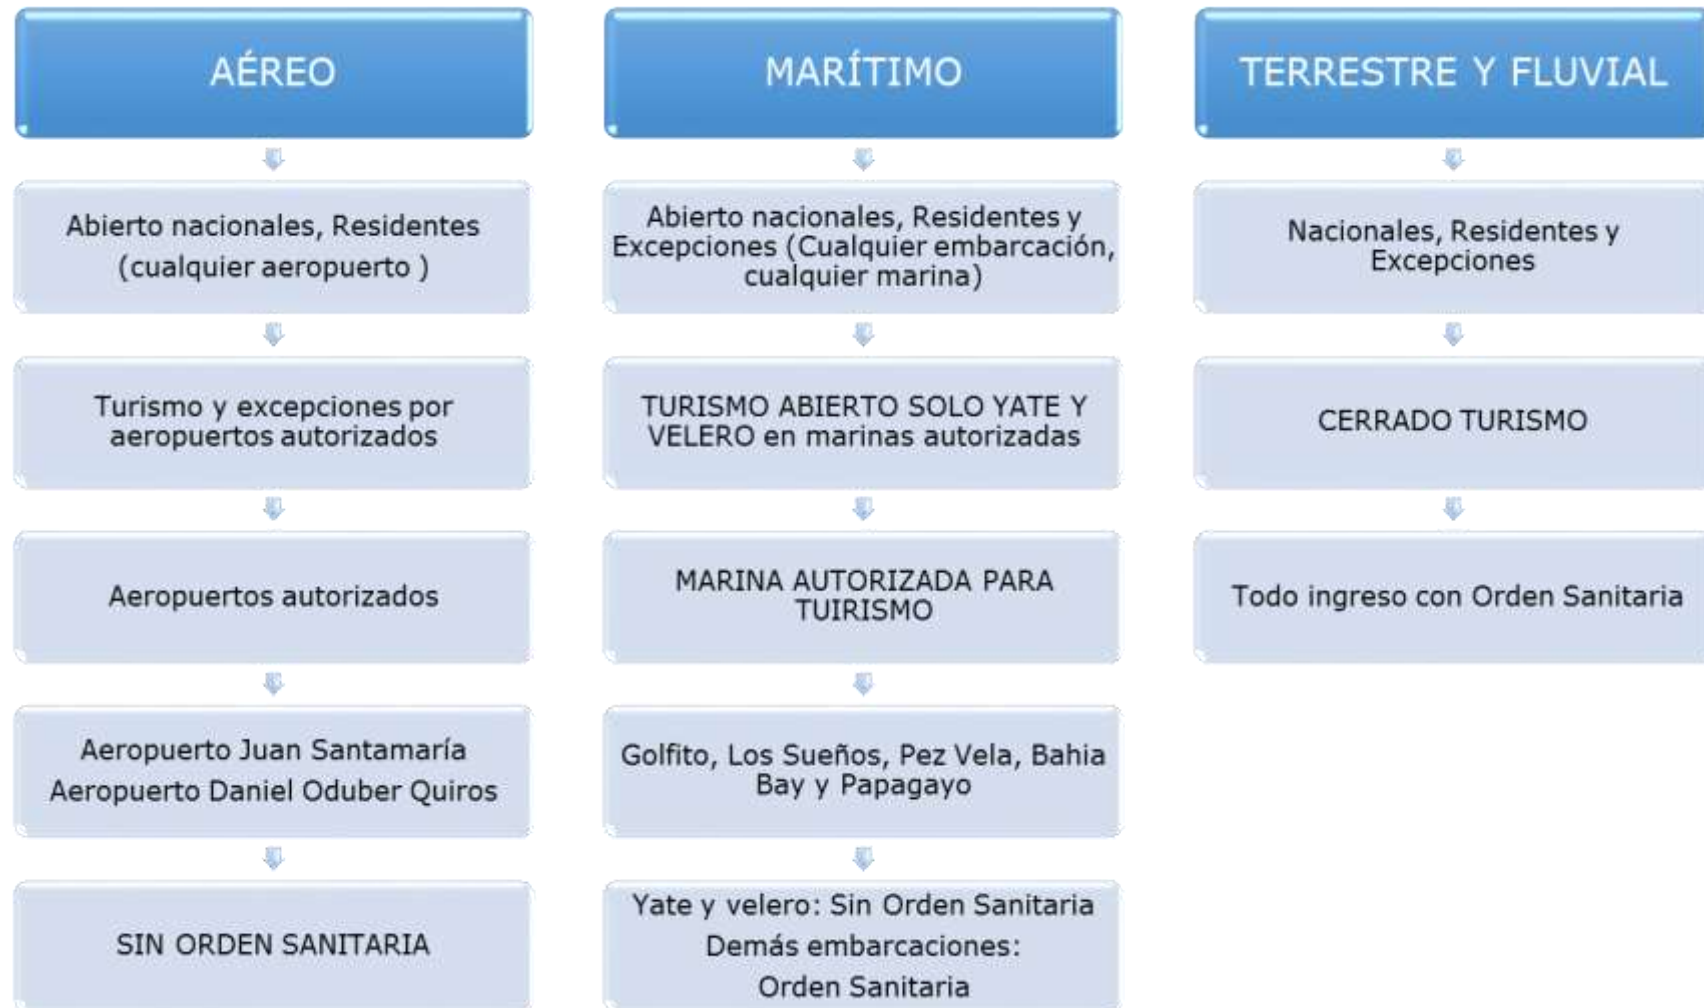 AÉREO
Abierto nacionales, Residentes
(cualquier aeropuerto )
Turismo y excepciones por
aeropuertos autorizados
Aeropuertos autorizados
Aeropuerto Juan Santamaría
Aeropuerto Daniel Oduber Quiros
SIN ORDEN SANITARIA
MARÍTIMO
Abierto nacionales, Residentes y
Excepciones (Cualquier embarcación,
cualquier marina)
TURISMO ABIERTO SOLO YATE Y
VELERO en marinas autorizadas
MARINA AUTORIZADA PARA
TUIRISMO
Golfito, Los Sueños, Pez Vela, Bahia
Bay y Papagayo
Yate y velero: Sin Orden Sanitaria
Demás embarcaciones:
Orden Sanitaria
TERRESTRE Y FLUVIAL
Nacionales, Residentes y
Excepciones
CERRADO TURISMO
Todo ingreso con Orden Sanitaria